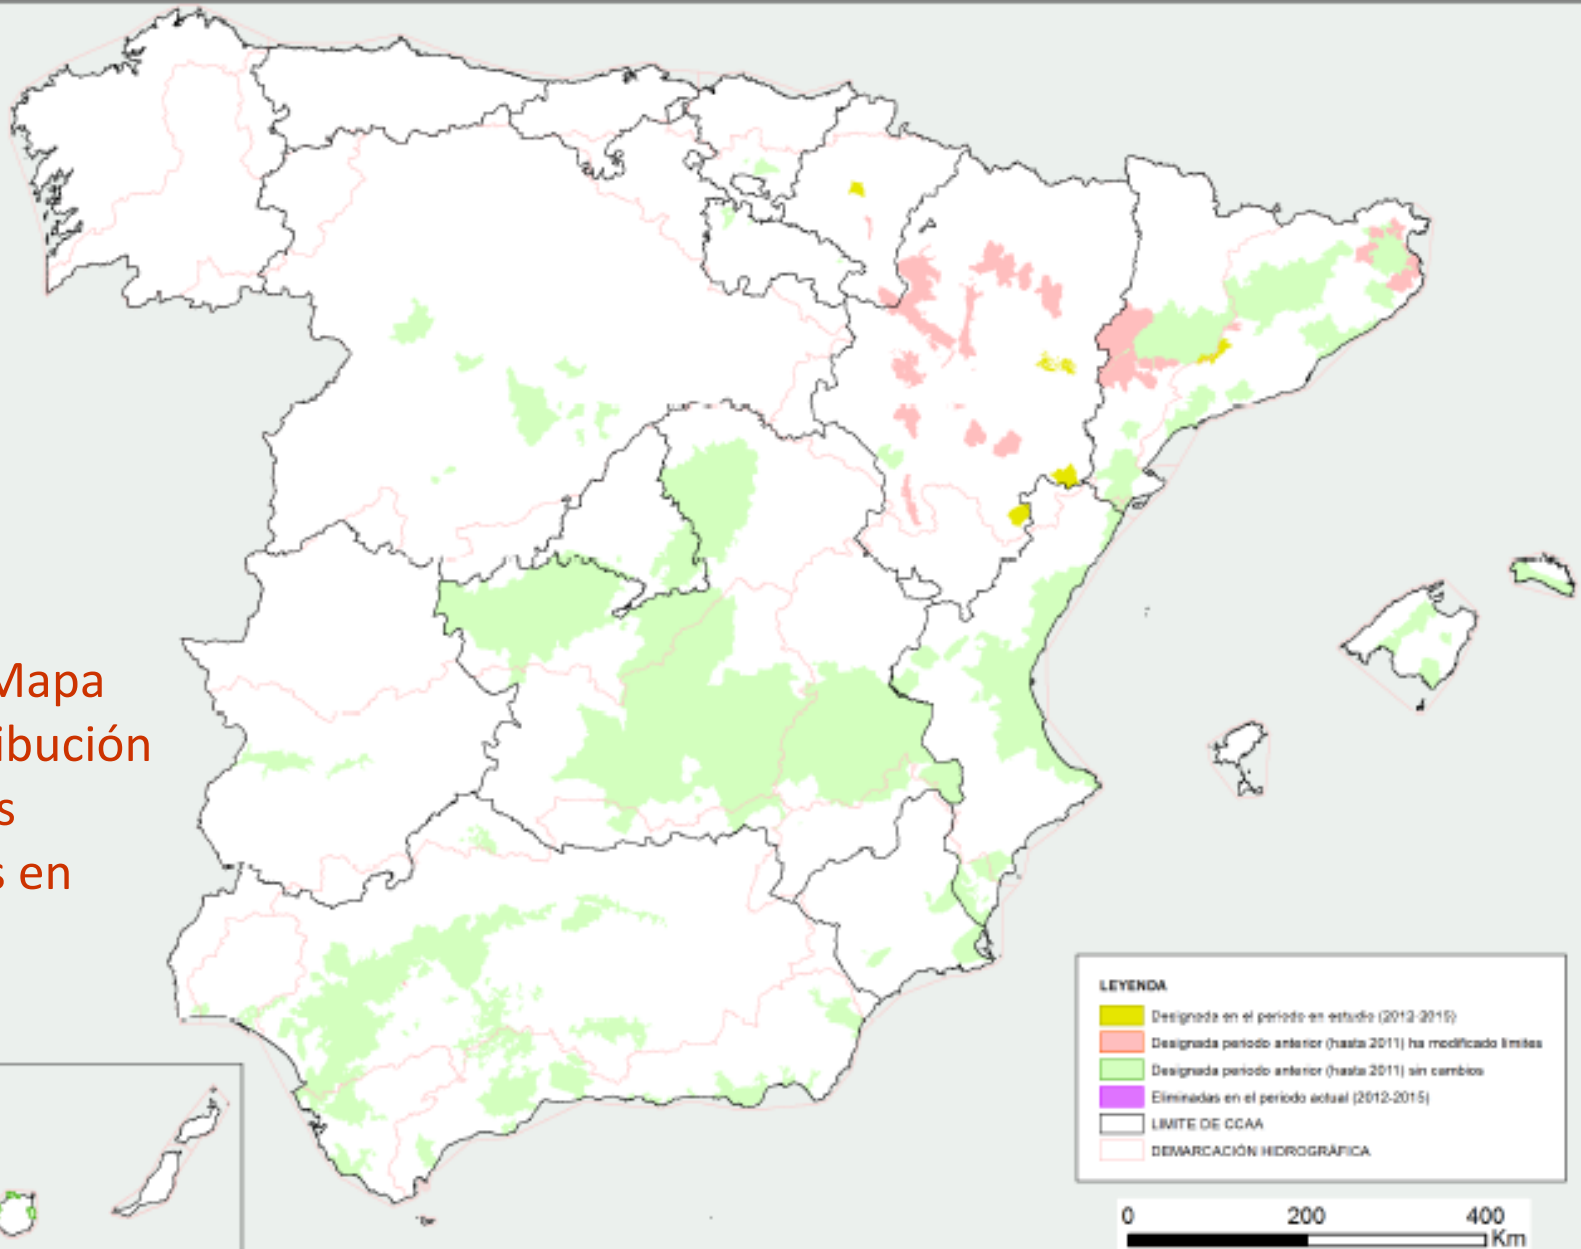 Mapa
ibución
s
s en
LEYENDA
Designada en el periodo en estudio (2012-2015)
Designada periodo anterior (hasta 2011) ha modificado límites
Designada periodo anterior (hasta 2011) sin cambios
Eliminadas en el periodo actual (2012-2015)
LIMITE DE CCAA
DEMARCACIÓN HIDROGRÁFICA
0 200 400
Km